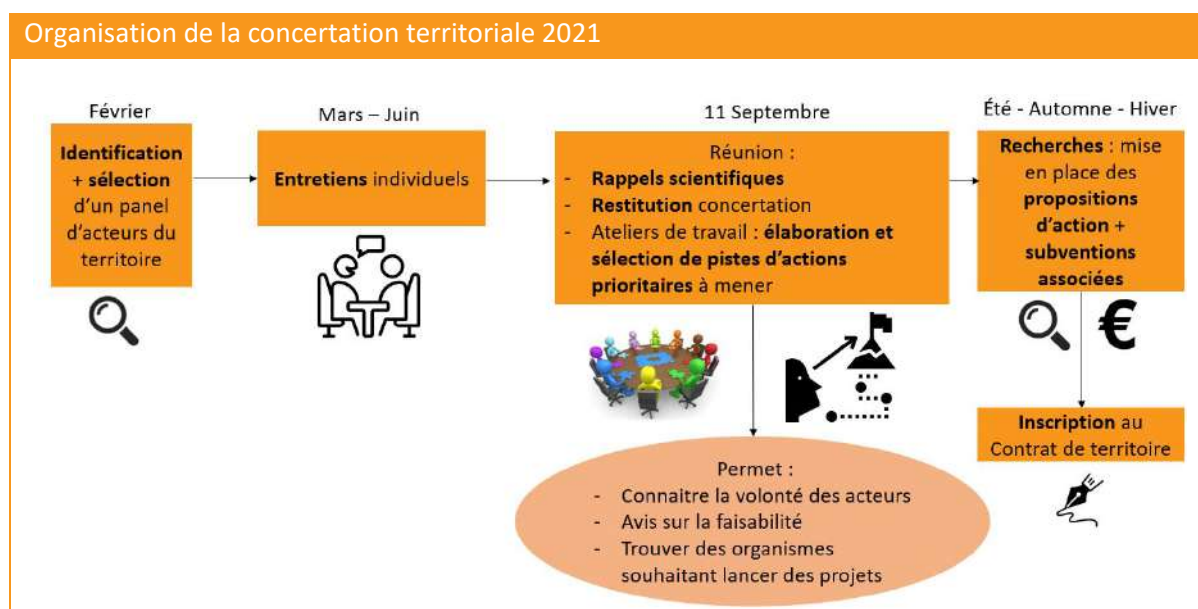 Organisation de la concertation territoriale 2021
Février
Identification
+ sélection
d'un panel
d'acteurs du
territoire
Mars – Juin
Entretiens individuels
11 Septembre
Réunion :
- Rappels scientifiques
- Restitution concertation
- Ateliers de travail : élaboration et
sélection de pistes d'actions
prioritaires à mener
Été - Automne - Hiver
Recherches : mise
en place des
propositions
d'action +
subventions
associées
€
Inscription au
Contrat de territoire
Permet :
- Connaitre la volonté des acteurs
- Avis sur la faisabilité
- Trouver des organismes
souhaitant lancer des projets